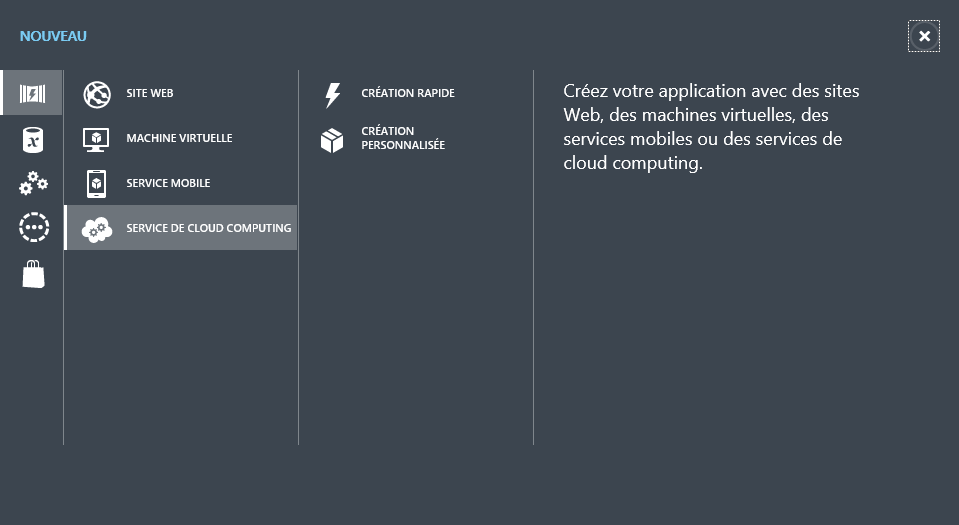 NOUVEAU
SITE WEB
MACHINE VIRTUELLE
SERVICE MOBILE
SERVICE DE CLOUD COMPUTING
CRÉATION RAPIDE
CRÉATION
PERSONNALISÉE
Créez votre application avec des sites
Web, des machines virtuelles, des
services mobiles ou des services de
cloud computing.